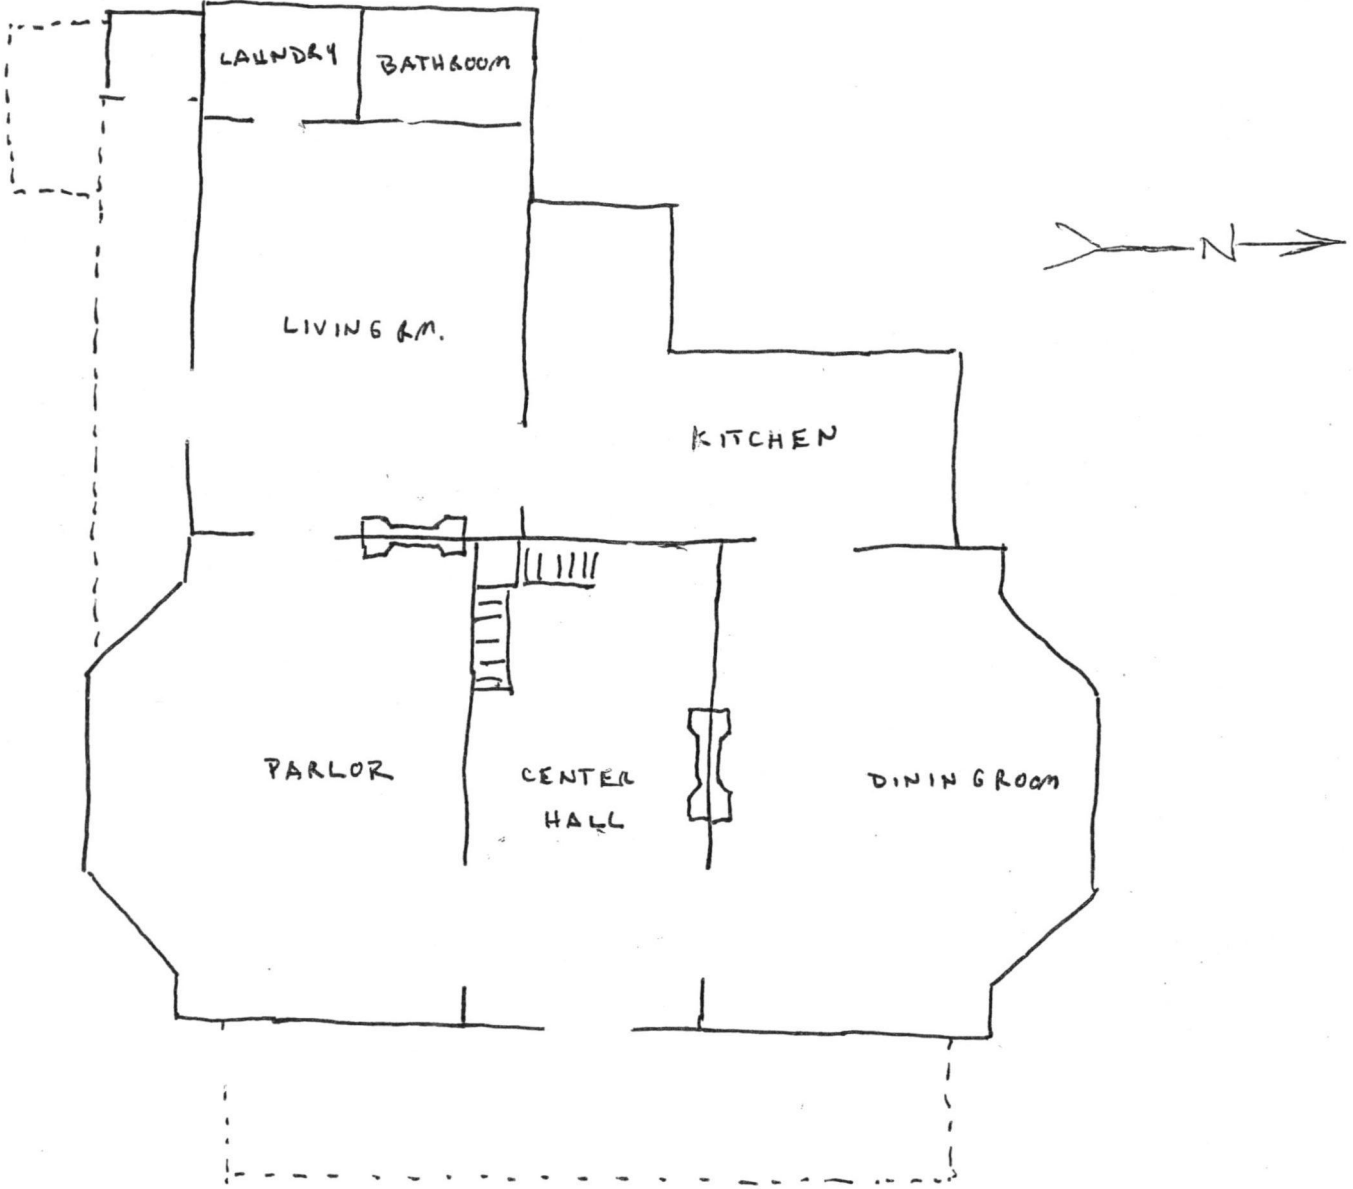 LAUNDRY
BATHROOM
N
LIVING RM.
KITCHEN
PARLOR
CENTER
HALL
DINING ROOM